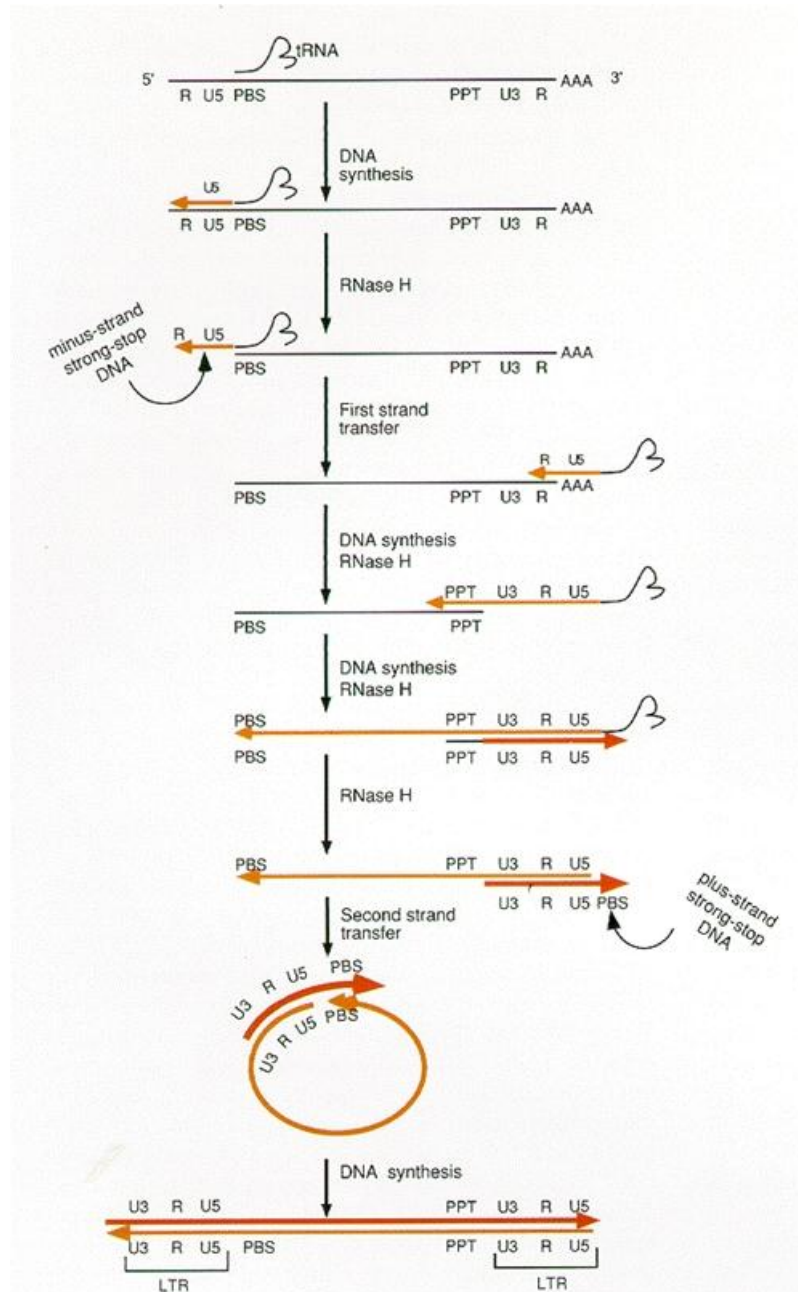 tRNA
5' AAA 3'
R U5 PBS PPT U3 R
DNA
synthesis
U5
AAA
R U5 PBS PPT U3 R
RNase H
minus-strand
strong-stop
DNA
R U5
AAA
PBS PPT U3 R
First strand
transfer
R U5
AAA
PBS PPT U3 R
DNA synthesis
RNase H
PPT U3 R U5
PBS PPT
DNA synthesis
RNase H
PBS PPT U3 R U5
PBS PPT U3 R U5
RNase H
PBS PPT U3 R U5
U3 R U5 PBS
plus-strand
strong-stop
DNA
Second strand
transfer
U3 R U5 PBS
U3 R U5 PBS
DNA synthesis
U3 R U5 PPT U3 R U5
U3 R U5 PBS PPT U3 R U5
LTR LTR